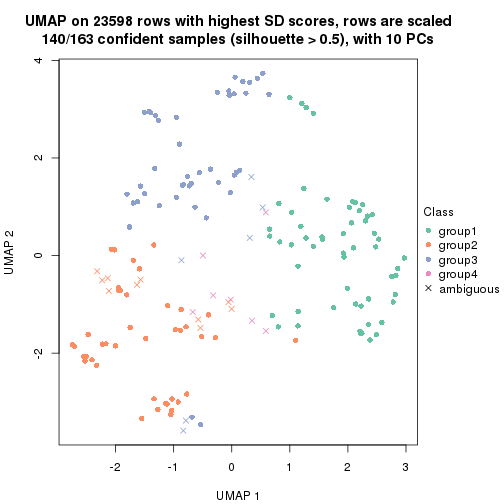 UMAP on 23598 rows with highest SD scores, rows are scaled
140/163 confident samples (silhouette > 0.5), with 10 PCs
4
2
0
-2
UMAP 2
-2
-1
0
1
2
3
UMAP 1
Class
group1
group2
group3
group4
ambiguous